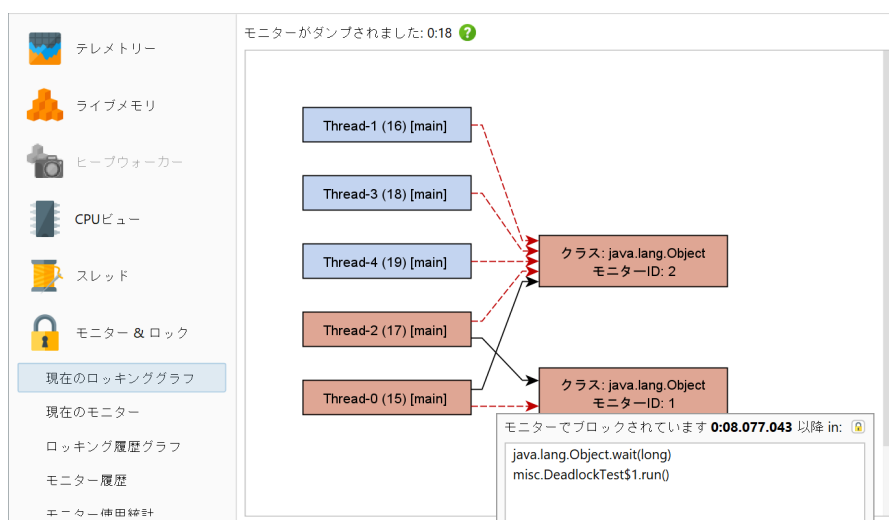 テレメトリー
ライブメモリ
ヒープウォーカー
CPUビュー
スレッド
モニター & ロック
現在のロッキンググラフ
現在のモニター
ロッキング履歴グラフ
モニター履歴
モニター使用統計
モニターがダンプされました: 0:18 ?
Thread-1 (16) [main]
Thread-3 (18) [main]
Thread-4 (19) [main]
Thread-2 (17) [main]
Thread-0 (15) [main]
クラス: java.lang.Object
モニターID: 2
クラス: java.lang.Object
モニターID: 1
モニターでブロックされています 0:08.077.043 以降 in:
java.lang.Object.wait(long)
misc.DeadlockTest$1.run()